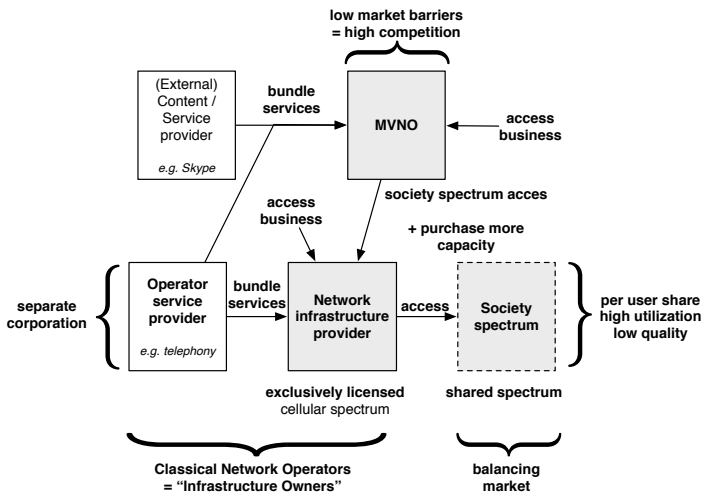 low market barriers
= high competition
(External)
Content /
Service
provider
e.g. Skype
bundle
services
MVNO
access
business
society spectrum acces
access
business
+ purchase more
capacity
separate
corporation
Operator
service
provider
e.g. telephony
bundle
services
Network
infrastructure
provider
access
Society
spectrum
per user share
high utilization
low quality
exclusively licensed
cellular spectrum
shared spectrum
Classical Network Operators
= “Infrastructure Owners”
balancing
market